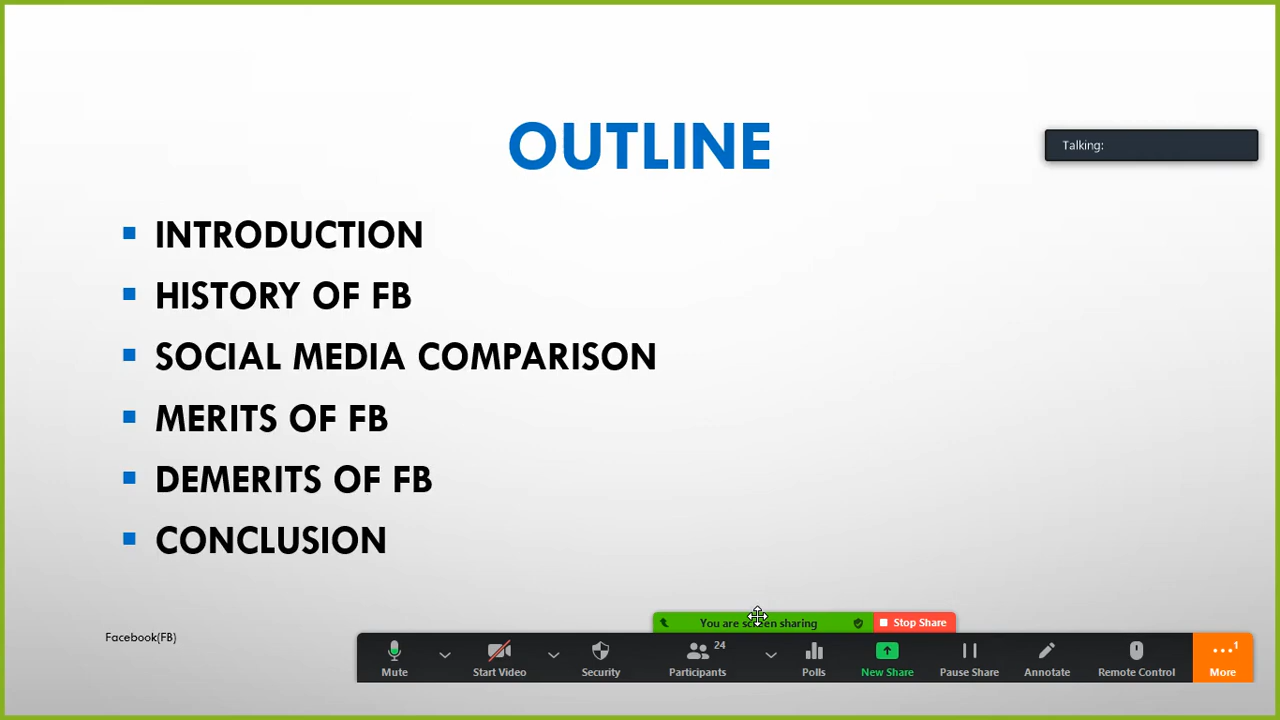 OUTLINE
Talking:
INTRODUCTION
HISTORY OF FB
SOCIAL MEDIA COMPARISON
MERITS OF FB
DEMERITS OF FB
CONCLUSION
Facebook(FB)
You are screen sharing
Stop Share
Mute
Start Video
Security
Participants
24
Polls
New Share
Pause Share
Annotate
Remote Control
More
1